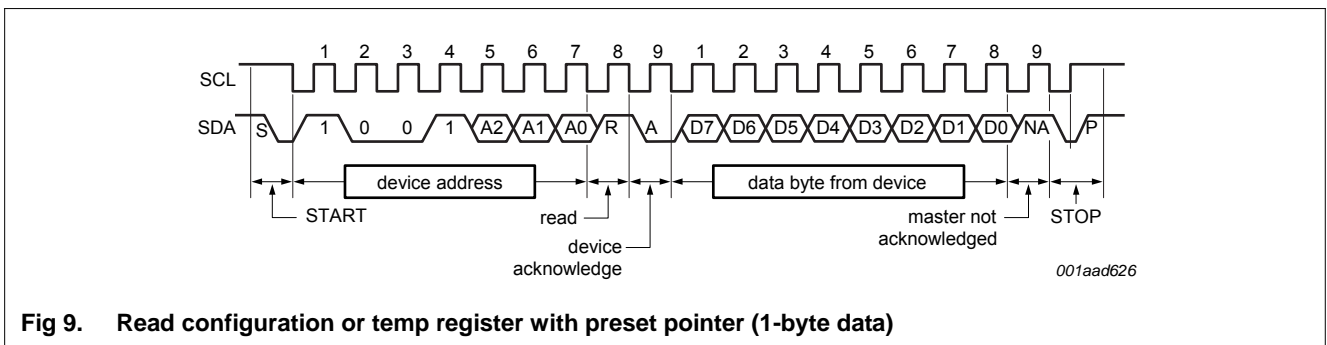 1 2 3 4 5 6 7 8 9 1 2 3 4 5 6 7 8 9
SCL
SDA S 1 0 0 1 A2 A1 A0 R A D7 D6 D5 D4 D3 D2 D1 D0 NA P
device address data byte from device
START read master not STOP
acknowledged
device
acknowledge
001aad626
Fig 9. Read configuration or temp register with preset pointer (1-byte data)